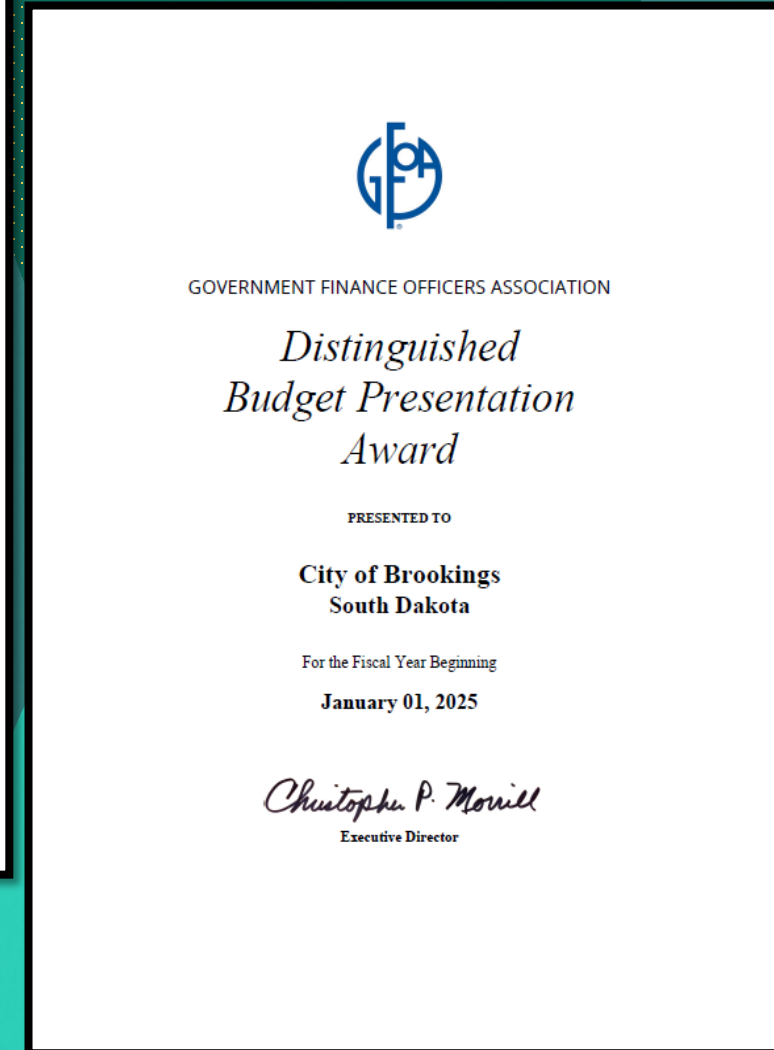 GFOA
GOVERNMENT FINANCE OFFICERS ASSOCIATION
Distinguished
Budget Presentation
Award
PRESENTED TO
City of Brookings
South Dakota
For the Fiscal Year Beginning
January 01, 2025
Christopher P. Morrill
Executive Director